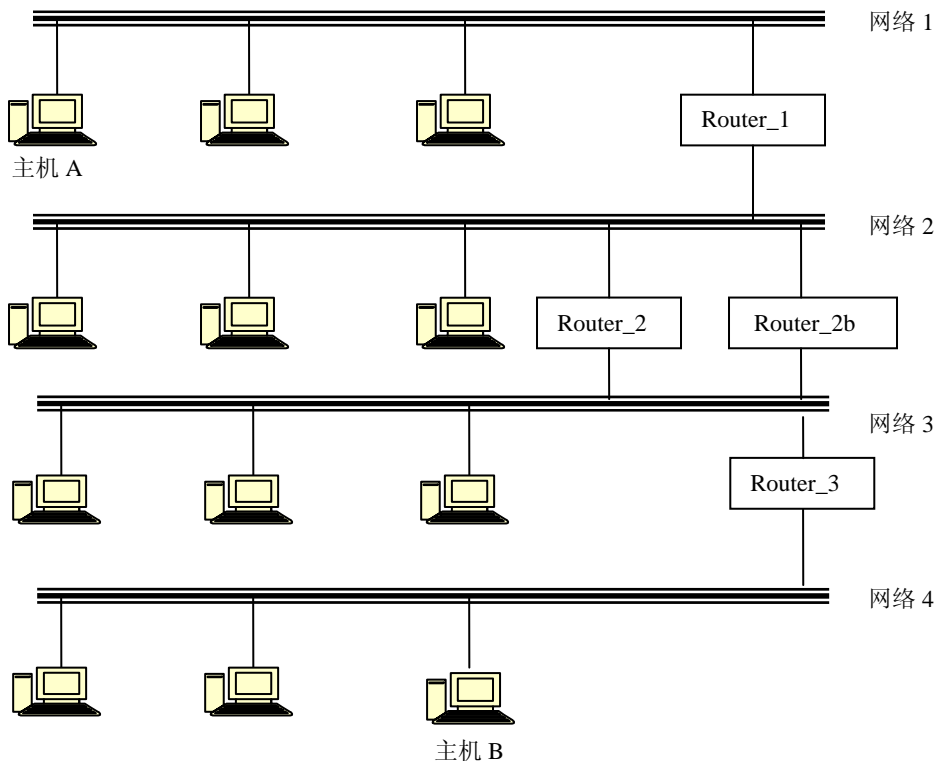 网络 1
Router_1
主机 A
网络 2
Router_2
Router_2b
网络 3
Router_3
网络 4
主机 B